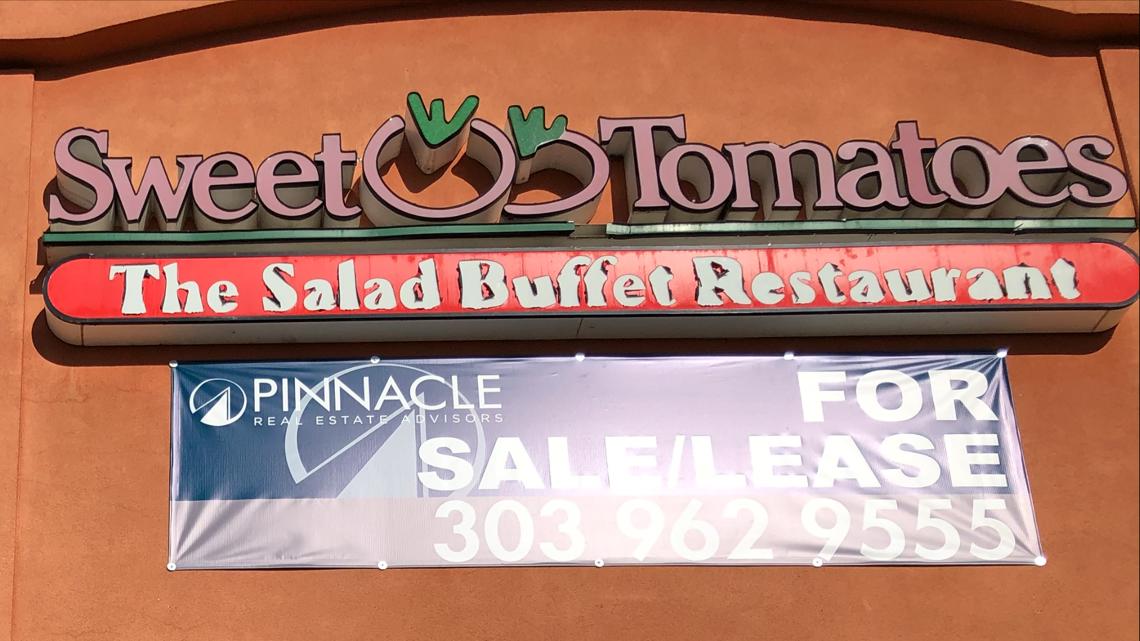 Sweet Tomatoes
The Salad Buffet Restaurant
PINNACLE
REAL ESTATE ADVISORS
FOR
SALE/LEASE
303 962 9555